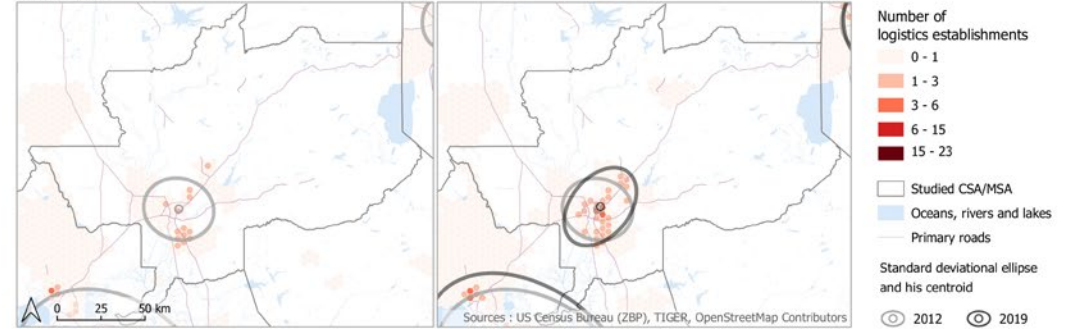 0 25 50 km
Sources : US Census Bureau (ZBP), TIGER, OpenStreetMap Contributors
Number of
logistics establishments
0 - 1
1 - 3
3 - 6
6 - 15
15 - 23
Studied CSA/MSA
Oceans, rivers and lakes
Primary roads
Standard deviational ellipse
and his centroid
2012 2019